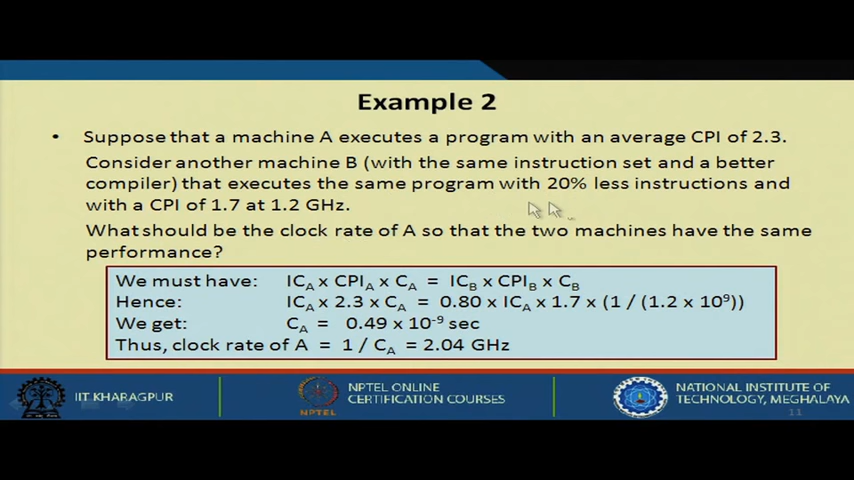 Example 2
• Suppose that a machine A executes a program with an average CPI of 2.3.
Consider another machine B (with the same instruction set and a better
compiler) that executes the same program with 20% less instructions and
with a CPI of 1.7 at 1.2 GHz.
What should be the clock rate of A so that the two machines have the same
performance?
We must have: ICA x CPIA x CA = ICB x CPIB x CB
Hence: ICA x 2.3 x CA = 0.80 x ICA x 1.7 x (1 / (1.2 x 10⁹))
We get: CA = 0.49 x 10⁻⁹ sec
Thus, clock rate of A = 1 / CA = 2.04 GHz
IIT KHARAGPUR
NPTEL
NPTEL ONLINE
CERTIFICATION COURSES
NATIONAL INSTITUTE OF
TECHNOLOGY, MEGHALAYA
11